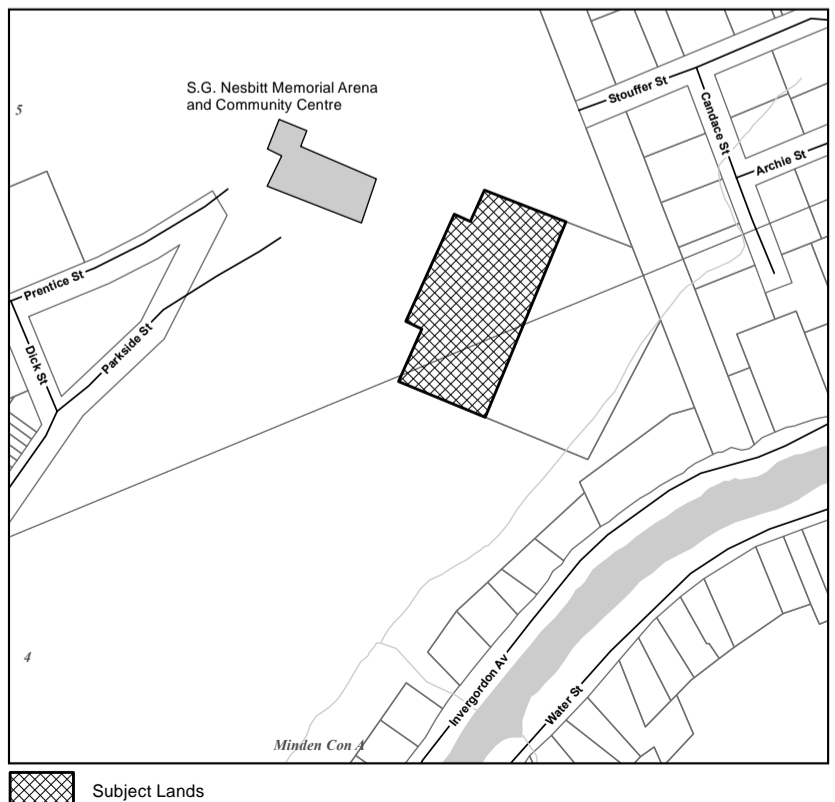 S.G. Nesbitt Memorial Arena
and Community Centre
5
Stouffer St
Candace St
Archie St
Prentice St
Dick St
Parkside St
4
Invergordon Av
Water St
Minden Con A
Subject Lands